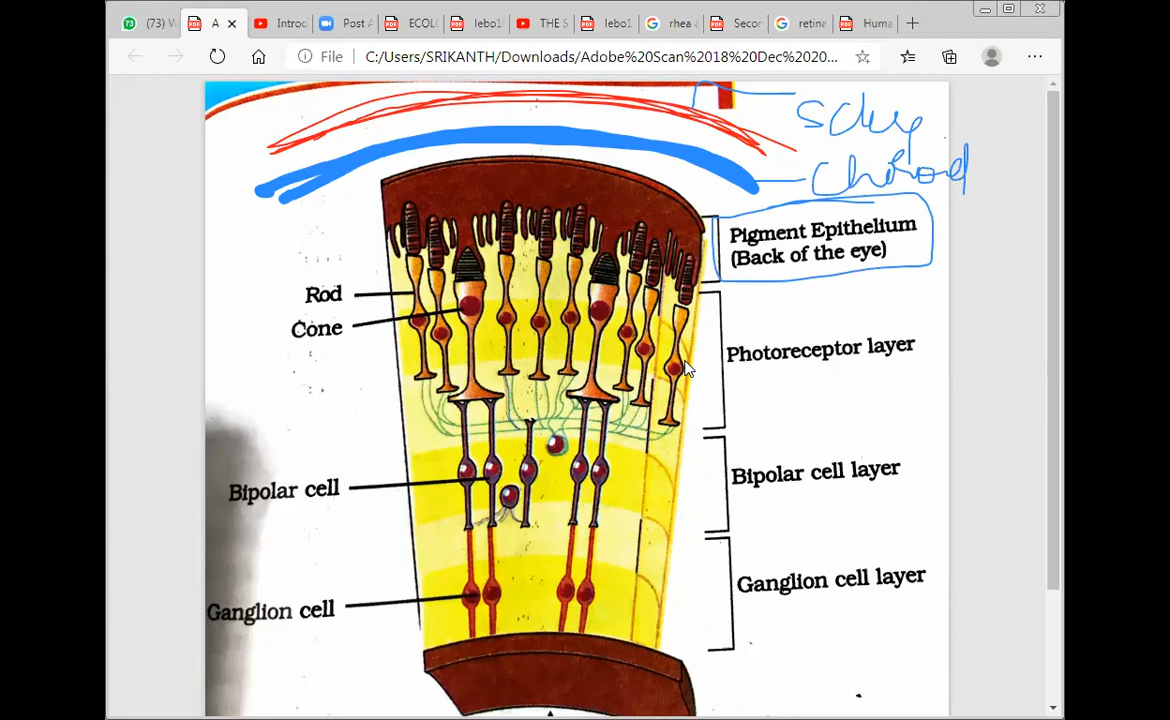 (73) W
A
Introc
Post A
ECOL
lebo1
THE S
lebo1
rhea a
Secor
retina
Huma
File
C:/Users/SRIKANTH/Downloads/Adobe%20Scan%2018%20Dec%2020...
Choroid
Pigment Epithelium
(Back of the eye)
Rod
Cone
Photoreceptor layer
Bipolar cell
Bipolar cell layer
Ganglion cell
Ganglion cell layer